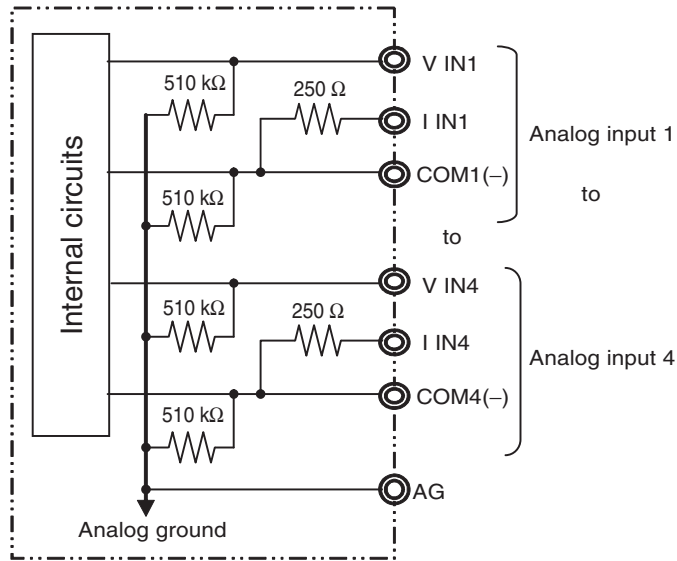 510 kΩ
250 Ω
V IN1
I IN1
COM1(−)
Analog input 1
510 kΩ
to
to
Internal circuits
510 kΩ
250 Ω
V IN4
I IN4
COM4(−)
Analog input 4
510 kΩ
AG
Analog ground